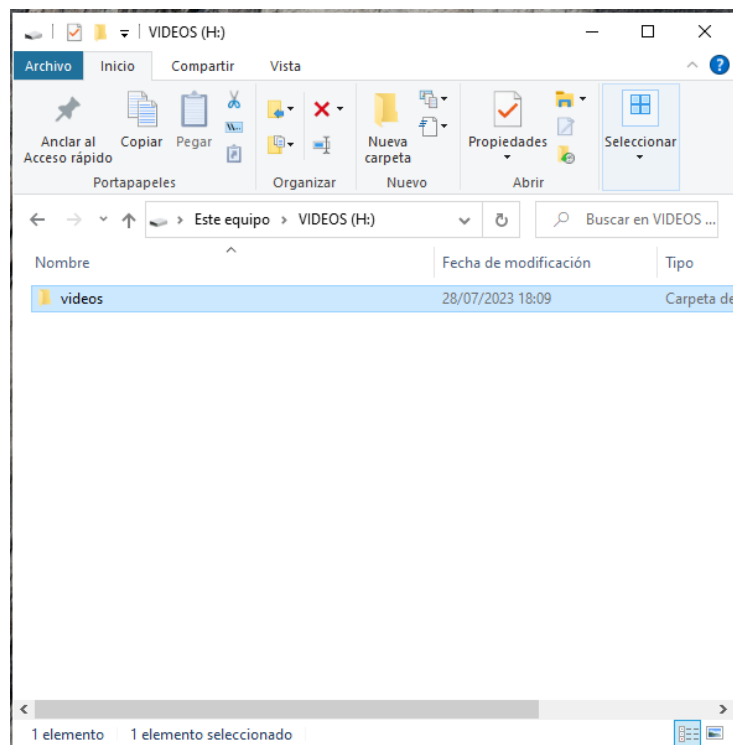 VIDEOS (H:)
Archivo Inicio Compartir Vista
Anclar al Acceso rápido Copiar Pegar W... Nueva carpeta Propiedades Seleccionar
Portapapeles Organizar Nuevo Abrir
Este equipo > VIDEOS (H:) Buscar en VIDEOS ...
Nombre Fecha de modificación Tipo
videos 28/07/2023 18:09 Carpeta de
1 elemento 1 elemento seleccionado